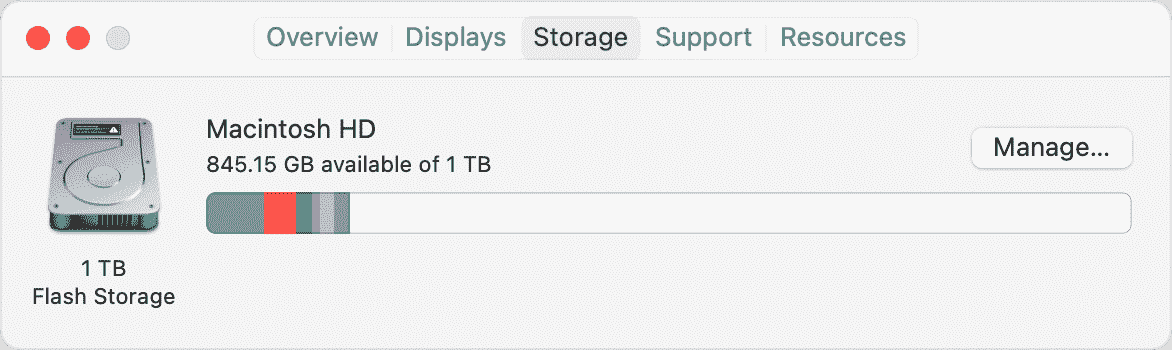 Overview Displays Storage Support Resources
Macintosh HD
845.15 GB available of 1 TB
Manage...
1 TB
Flash Storage